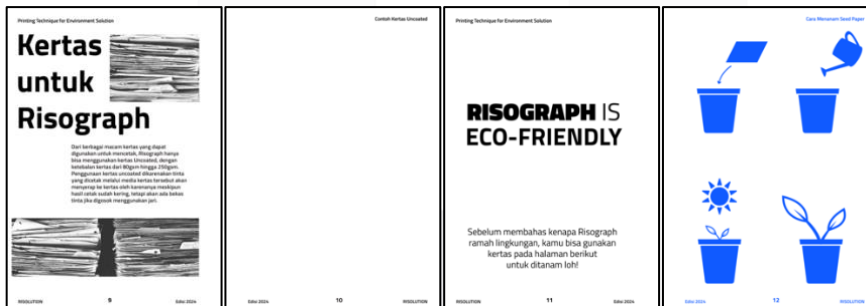 Printing Technique for Environment Solution
Kertas
untuk
Risograph
Dari berbagai macam kertas yang dapat
digunakan untuk mencetak, Risograph hanya
bisa menggunakan kertas Uncoated, dengan
ketebalan kertas dari 80gsm hingga 250gsm.
Penggunaan kertas uncoated dikarenakan tinta
yang dicetak melalui media kertas tersebut akan
menyerap ke kertas oleh karenanya meskipun
hasil cetak sudah kering, tetapi akan ada bekas
tinta jika digosok menggunakan jari.
RISOLUTION
9
Edisi 2024
Contoh Kertas Uncoated
Edisi 2024
10
RISOLUTION
Printing Technique for Environment Solution
RISOGRAPH IS
ECO-FRIENDLY
Sebelum membahas kenapa Risograph
ramah lingkungan, kamu bisa gunakan
kertas pada halaman berikut
untuk ditanam loh!
RISOLUTION
11
Edisi 2024
Cara Menanam Seed Paper
Edisi 2024
12
RISOLUTION